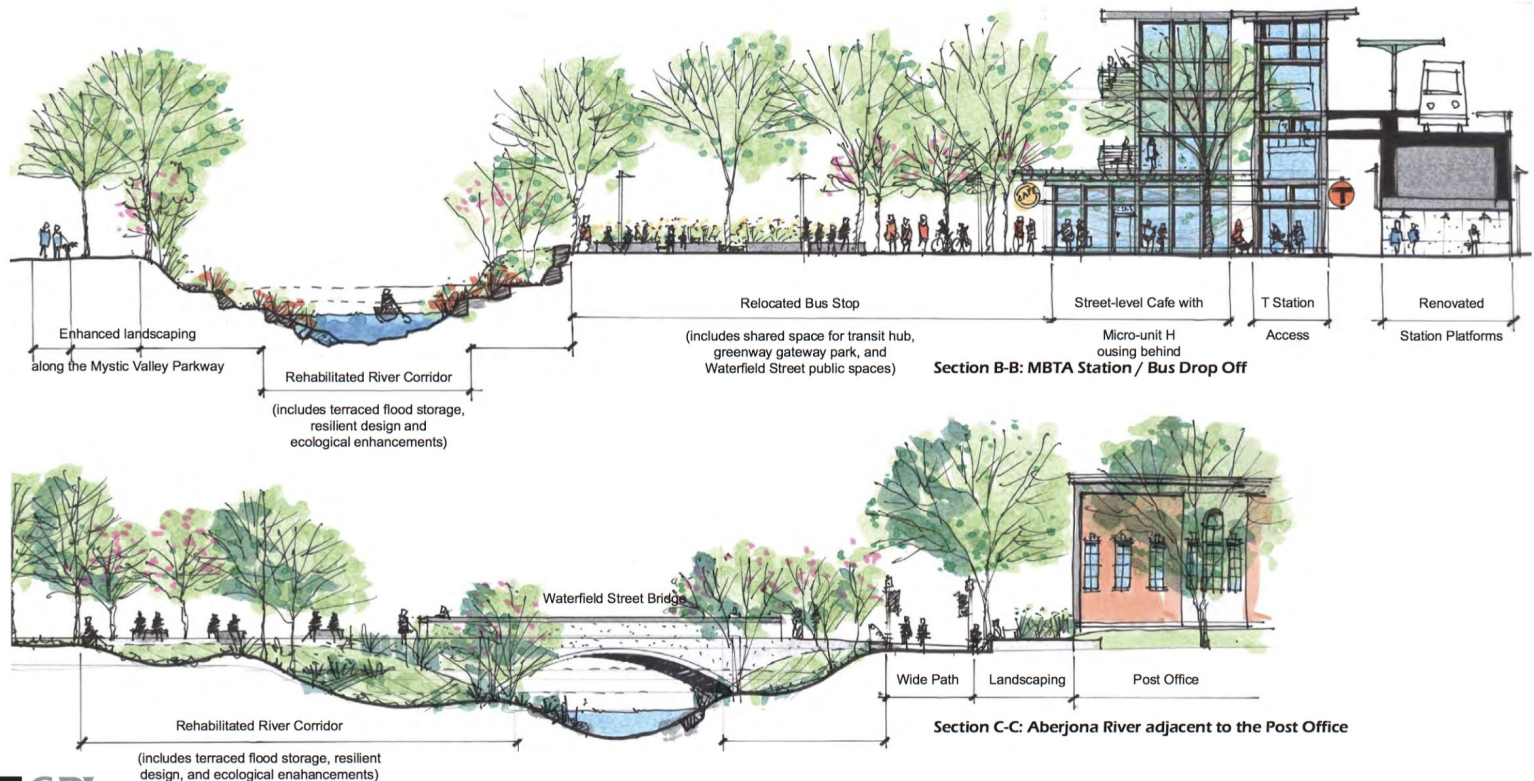 CAFE
T
Enhanced landscaping
along the Mystic Valley Parkway
Rehabilitated River Corridor
(includes terraced flood storage,
resilient design and
ecological enhancements)
Relocated Bus Stop
(includes shared space for transit hub,
greenway gateway park, and
Waterfield Street public spaces)
Street-level Cafe with
Micro-unit H
ousing behind
T Station
Access
Renovated
Station Platforms
Section B-B: MBTA Station / Bus Drop Off
Waterfield Street Bridge
Rehabilitated River Corridor
(includes terraced flood storage, resilient
design, and ecological enahancements)
Wide Path
Landscaping
Post Office
Section C-C: Aberjona River adjacent to the Post Office